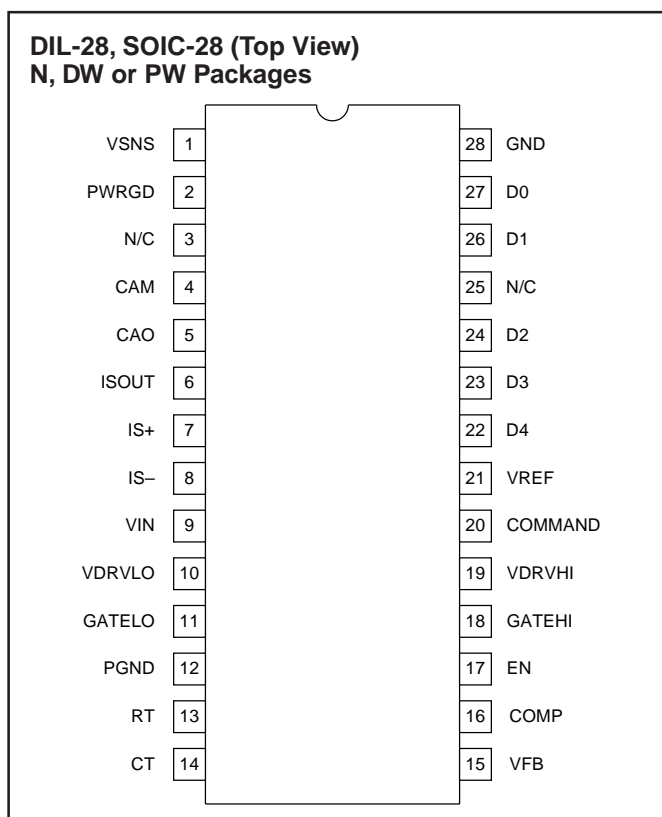 DIL-28, SOIC-28 (Top View)
N, DW or PW Packages
VSNS 1 28 GND
PWRGD 2 27 D0
N/C 3 26 D1
CAM 4 25 N/C
CAO 5 24 D2
ISOUT 6 23 D3
IS+ 7 22 D4
IS– 8 21 VREF
VIN 9 20 COMMAND
VDRVLO 10 19 VDRVHI
GATELO 11 18 GATEHI
PGND 12 17 EN
RT 13 16 COMP
CT 14 15 VFB